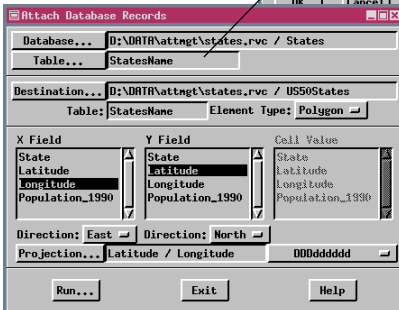 OK Cancel
Attach Database Records
Database... D:\DATA\attmgt\states.rvc / States
Table... StatesName
Destination... D:\DATA\attmgt\states.rvc / US50States
Table: StatesName Element Type: Polygon
X Field Y Field Cell Value
State State State
Latitude Latitude Latitude
Longitude Longitude Longitude
Population_1990 Population_1990 Population_1990
Direction: East Direction: North
Projection... Latitude / Longitude DDDdddddd
Run... Exit Help